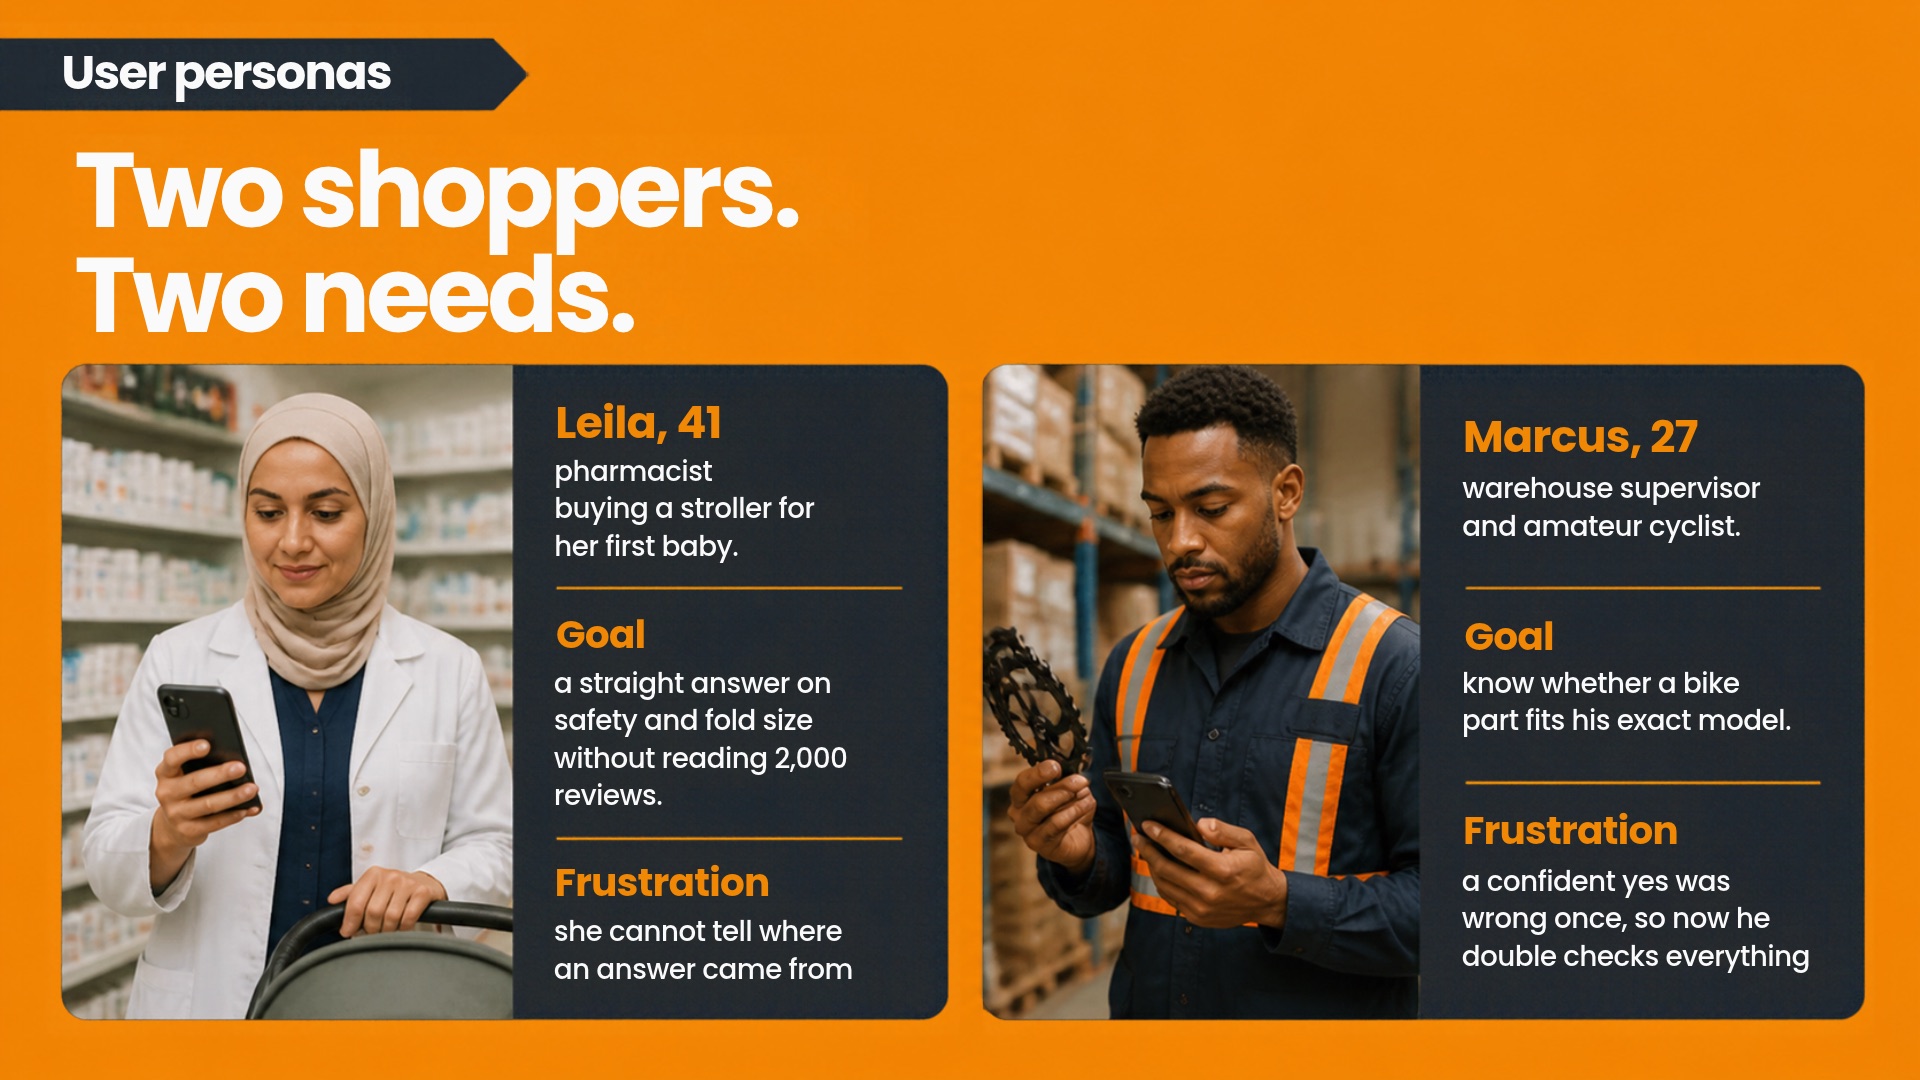 User personas
Two shoppers.
Two needs.
Leila, 41
pharmacist
buying a stroller for
her first baby.
Goal
a straight answer on
safety and fold size
without reading 2,000
reviews.
Frustration
she cannot tell where
an answer came from
Marcus, 27
warehouse supervisor
and amateur cyclist.
Goal
know whether a bike
part fits his exact model.
Frustration
a confident yes was
wrong once, so now he
double checks everything